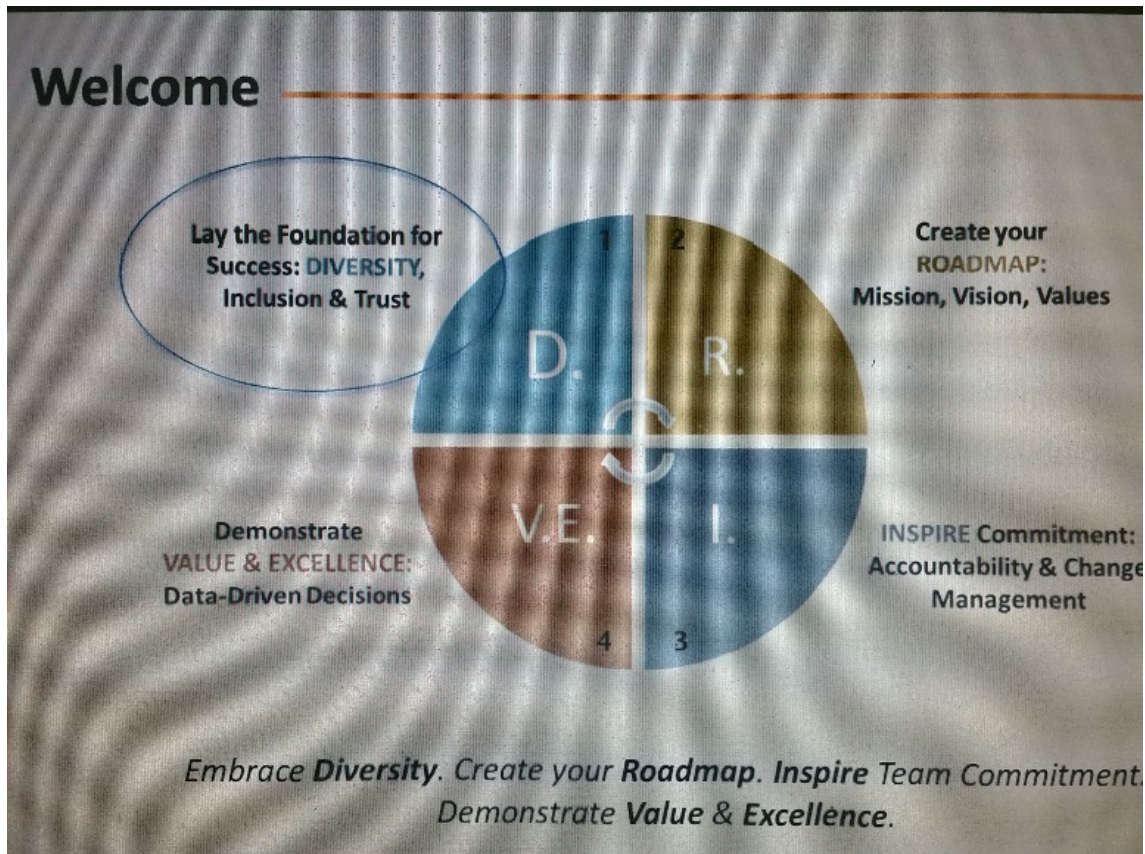 Welcome
Lay the Foundation for
Success: DIVERSITY,
Inclusion & Trust
1
2
Create your
ROADMAP:
Mission, Vision, Values
D.
R.
V.E.
I.
Demonstrate
VALUE & EXCELLENCE:
Data-Driven Decisions
INSPIRE Commitment:
Accountability & Change
Management
4
3
Embrace Diversity. Create your Roadmap. Inspire Team Commitment.
Demonstrate Value & Excellence.